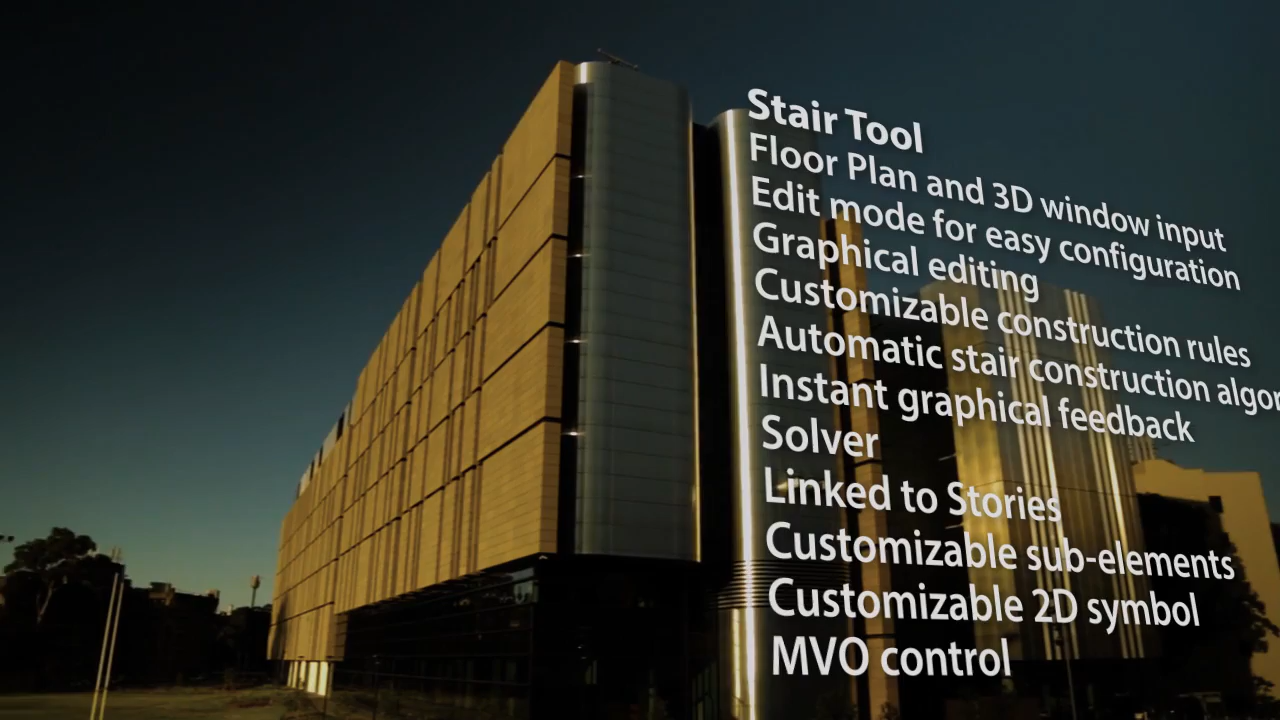 Stair Tool
Floor Plan and 3D window input
Edit mode for easy configuration
Graphical editing
Customizable construction rules
Automatic stair construction
Instant graphical feedback
Solver
Linked to Stories
Customizable sub-elements
Customizable 2D symbol
MVO control